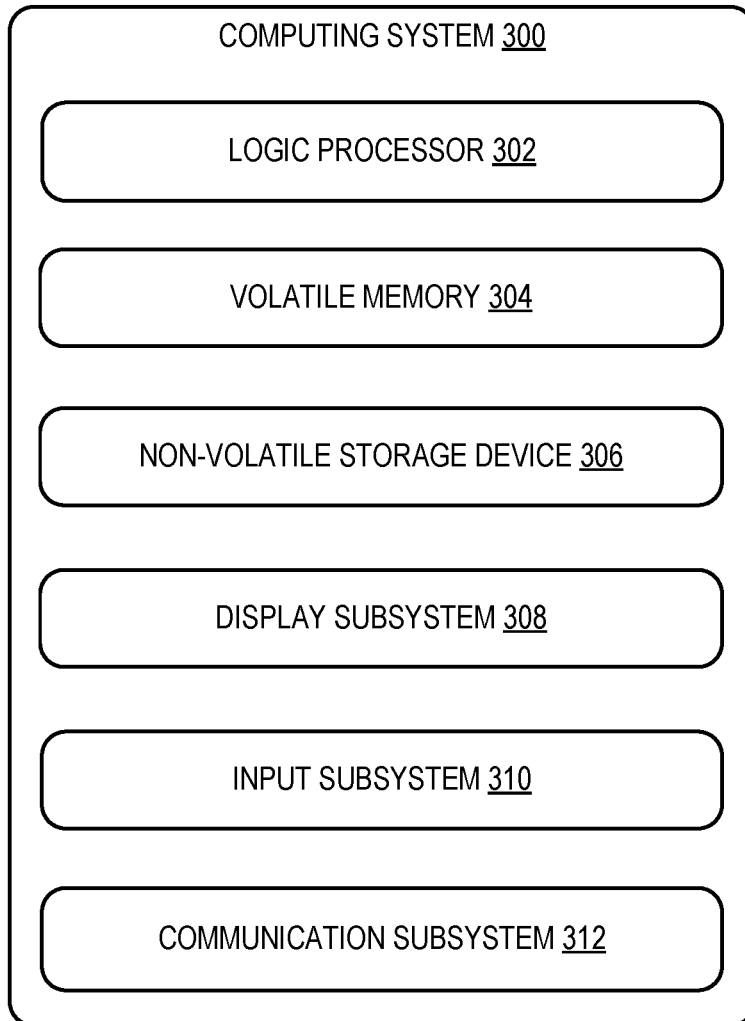 COMPUTING SYSTEM 300
LOGIC PROCESSOR 302
VOLATILE MEMORY 304
NON-VOLATILE STORAGE DEVICE 306
DISPLAY SUBSYSTEM 308
INPUT SUBSYSTEM 310
COMMUNICATION SUBSYSTEM 312